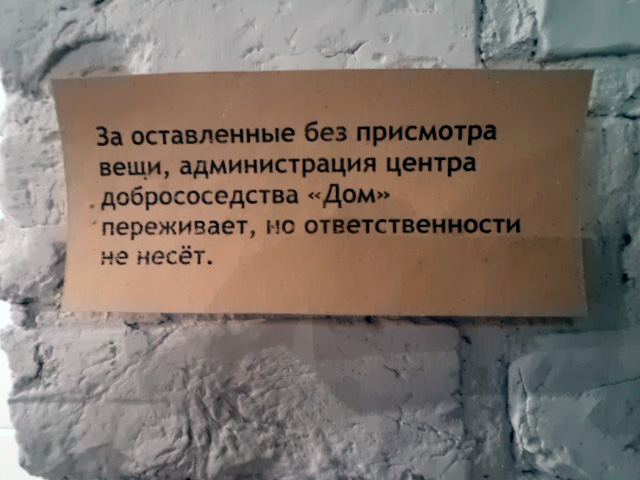 За оставленные без присмотра
вещи, администрация центра
добрососедства «Дом»
переживает, но ответственности
не несёт.